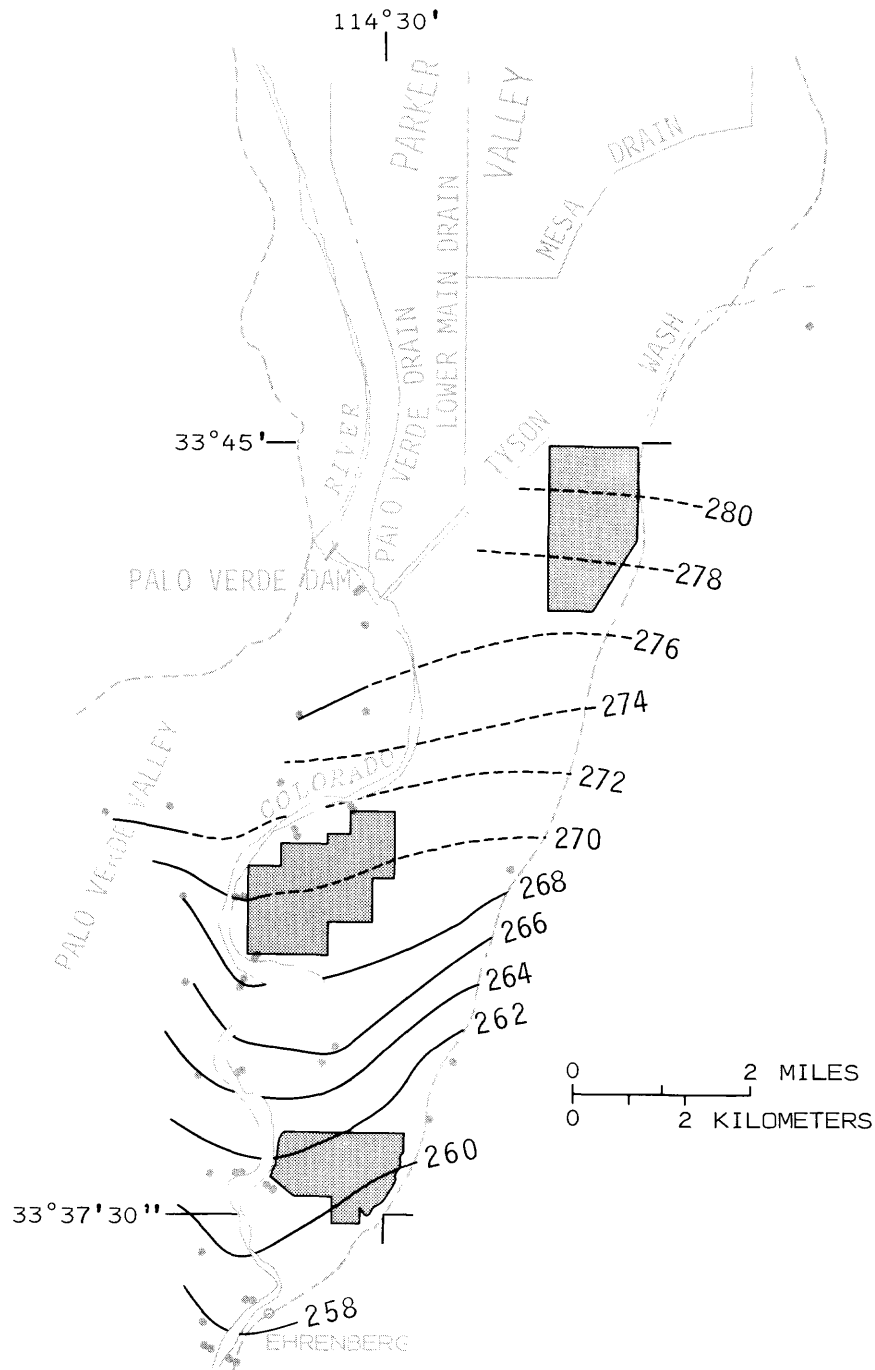 114°30'
PARKER
VALLEY
DRAIN
MESA
LOWER MAIN DRAIN
PALO VERDE DRAIN
WASH
TYSON
33°45'
RIVER
280
PALO VERDE DAM
278
276
274
PALO VERDE VALLEY
COLORADO
272
270
268
266
264
262
0 2 MILES
0 2 KILOMETERS
260
33°37'30"
258
EHRENBERG